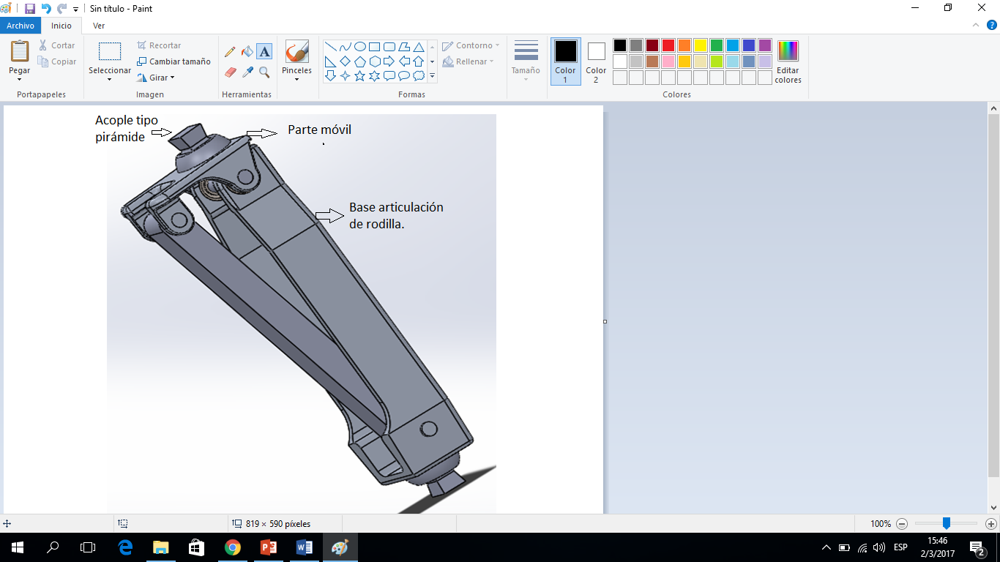 Sin título - Paint
Archivo
Inicio
Ver
Pegar
Cortar
Copiar
Portapapeles
Seleccionar
Recortar
Cambiar tamaño
Girar
Imagen
A
Herramientas
Pinceles
Contorno
Rellenar
Formas
Tamaño
Color
1
Color
2
Editar
colores
Colores
Acople tipo
pirámide
Parte móvil
Base articulación
de rodilla.
819 × 590 píxeles
100%
ESP
15:46
2/3/2017
2